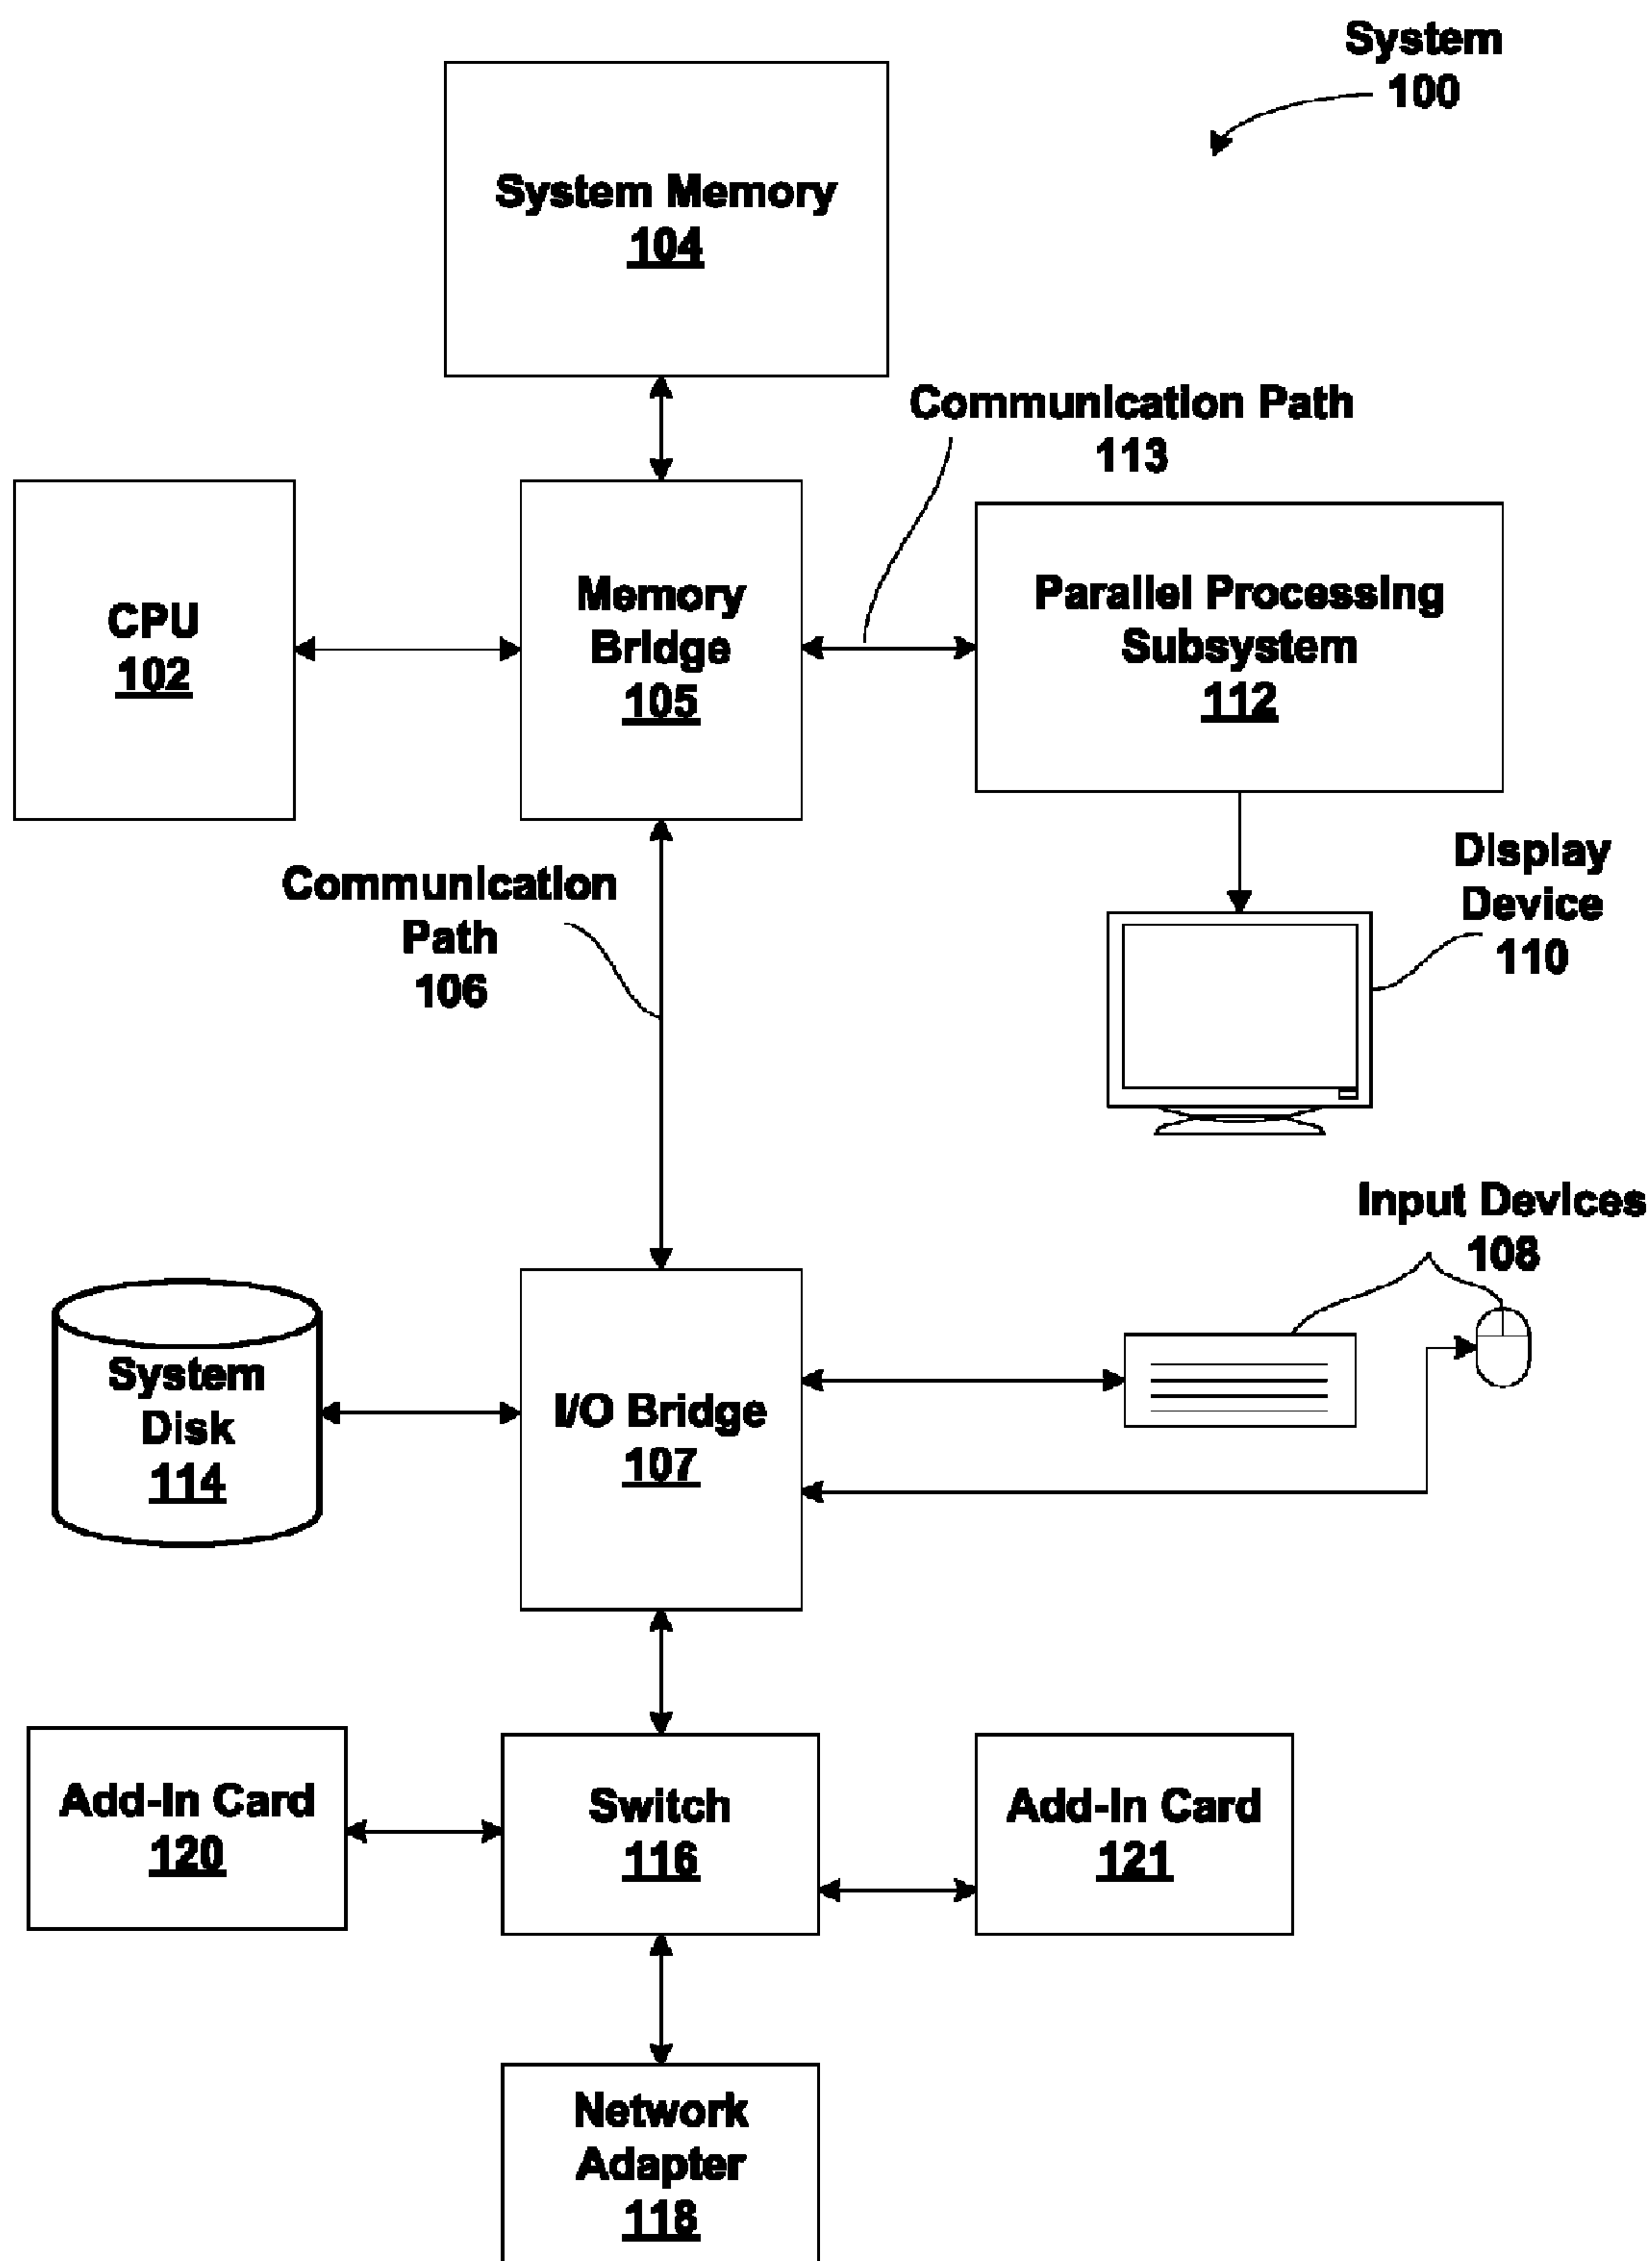 System
100
System Memory
104
Communication Path
113
CPU
102
Memory
Bridge
105
Parallel Processing
Subsystem
112
Communication
Path
106
Display
Device
110
Input Devices
108
System
Disk
114
I/O Bridge
107
Add-In Card
120
Switch
116
Add-In Card
121
Network
Adapter
118